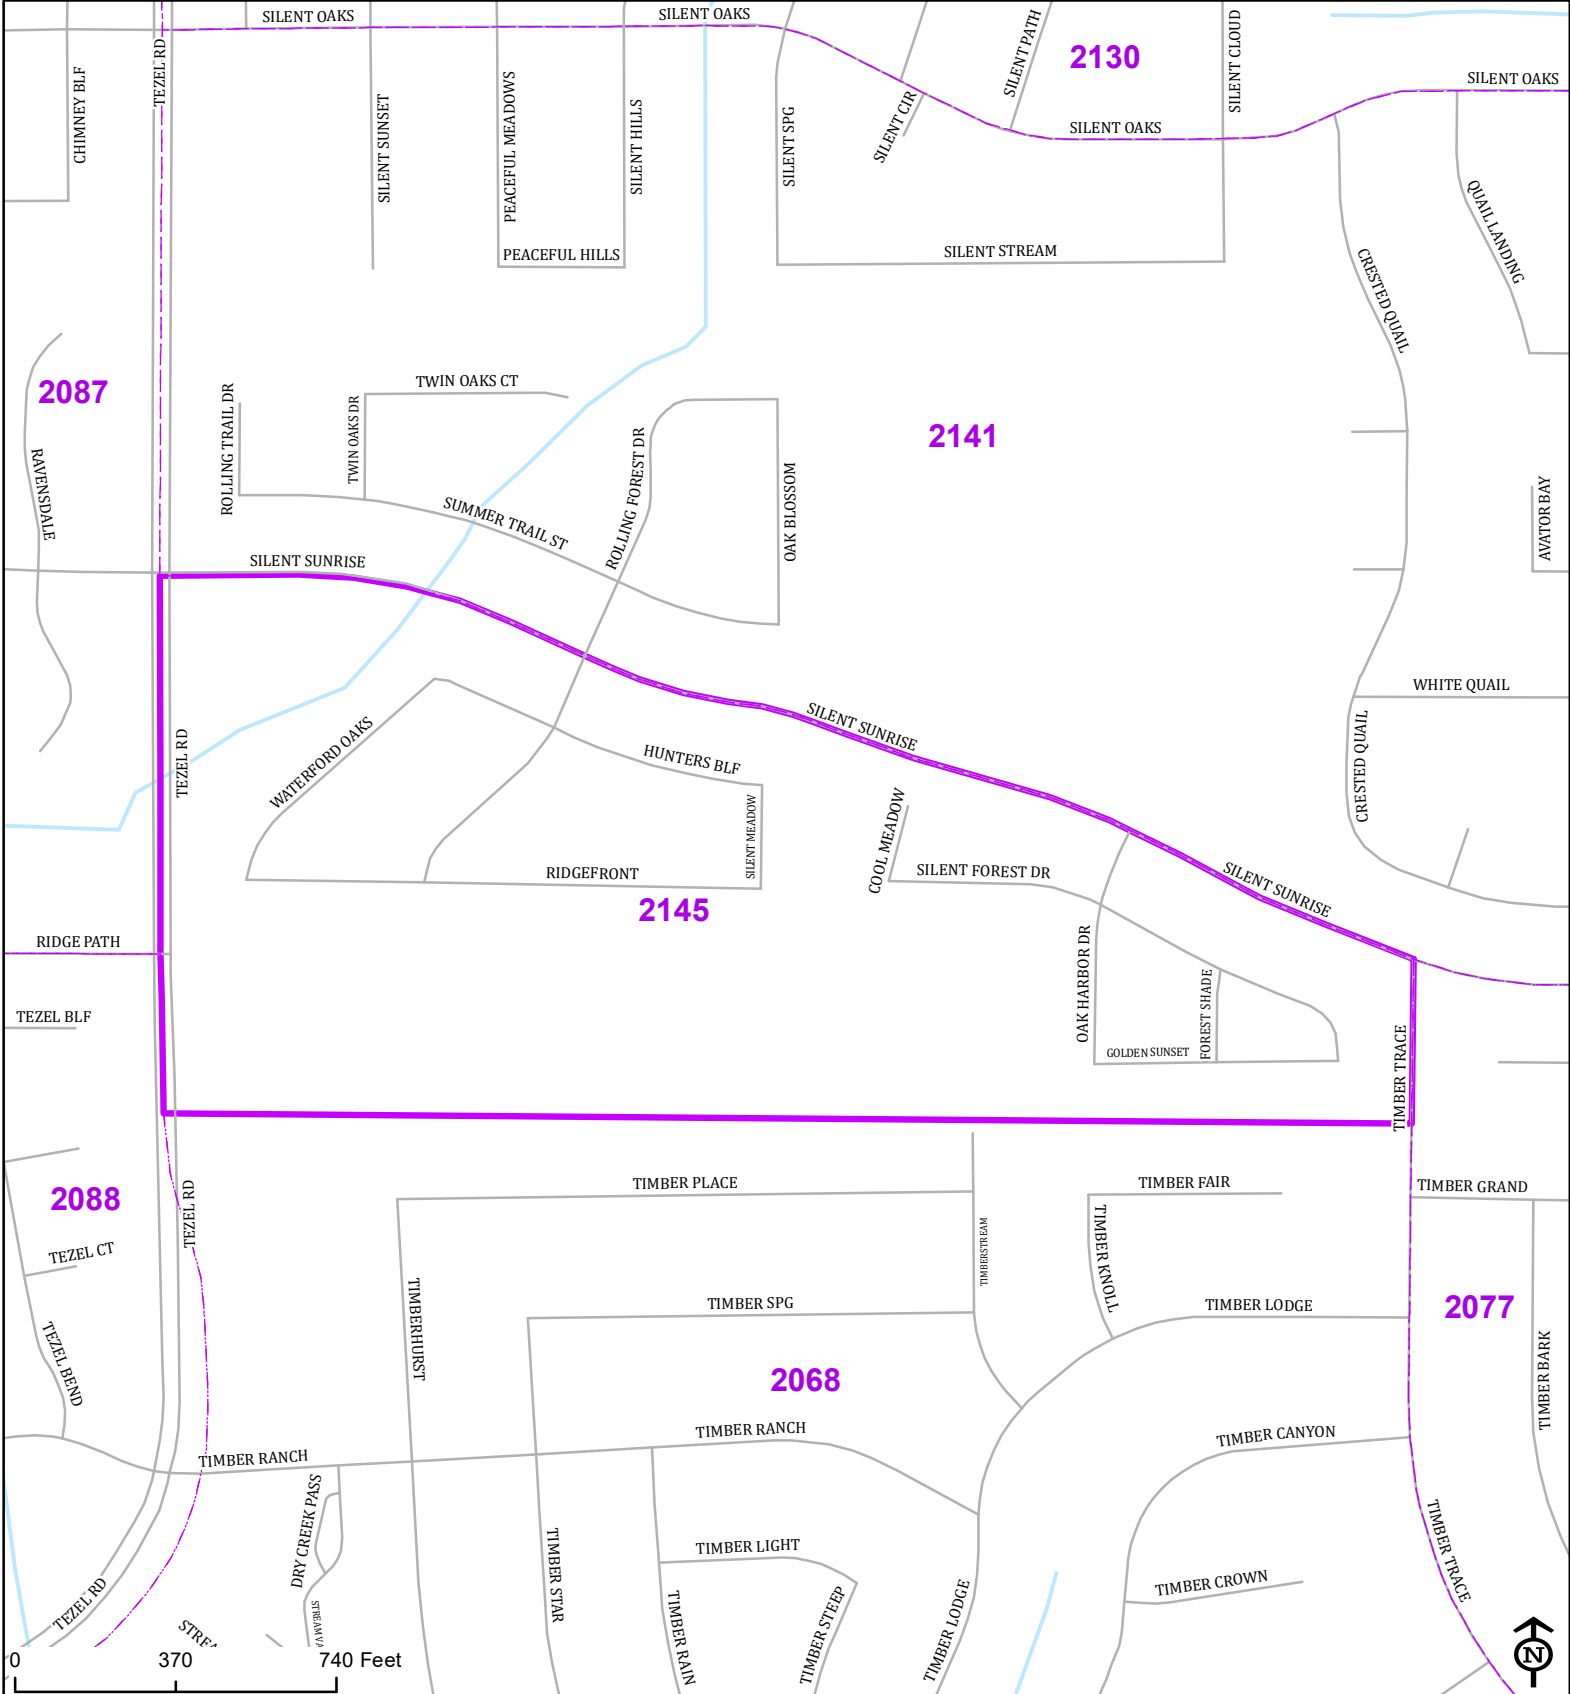 SILENT OAKS
SILENT OAKS
TEZEL RD
CHIMNEY BLF
SILENT SUNSET
PEACEFUL MEADOWS
SILENT HILLS
PEACEFUL HILLS
SILENT SPG
SILENT CIR
SILENT PATH
2130
SILENT CLOUD
SILENT OAKS
SILENT OAKS
QUAIL LANDING
SILENT STREAM
CRESTED QUAIL
2087
ROLLING TRAIL DR
TWIN OAKS DR
TWIN OAKS CT
2141
RAVENSDALE
SUMMER TRAIL ST
ROLLING FOREST DR
OAK BLOSSOM
AVATOR BAY
SILENT SUNRISE
WHITE QUAIL
SILENT SUNRISE
CRESTED QUAIL
TEZEL RD
WATERFORD OAKS
HUNTERS BLF
SILENT MEADOW
COOL MEADOW
RIDGEFRONT
SILENT FOREST DR
SILENT SUNRISE
2145
RIDGE PATH
OAK HARBOR DR
FOREST SHADE
GOLDEN SUNSET
TIMBER TRACE
TEZEL BLF
2088
TEZEL RD
TIMBER PLACE
TIMBER FAIR
TIMBER GRAND
TEZEL CT
TIMBERSTREAM
TIMBER KNOLL
TIMBERHURST
TIMBER SPG
TIMBER LODGE
2077
TEZEL BEND
2068
TIMBER BARK
TIMBER RANCH
TIMBER RANCH
TIMBER CANYON
DRY CREEK PASS
TIMBER STAR
TIMBER LIGHT
TIMBER TRACE
TIMBER CROWN
TEZEL RD
TIMBER RAIN
TIMBER STEEP
TIMBER LODGE
0 370 740 Feet
N